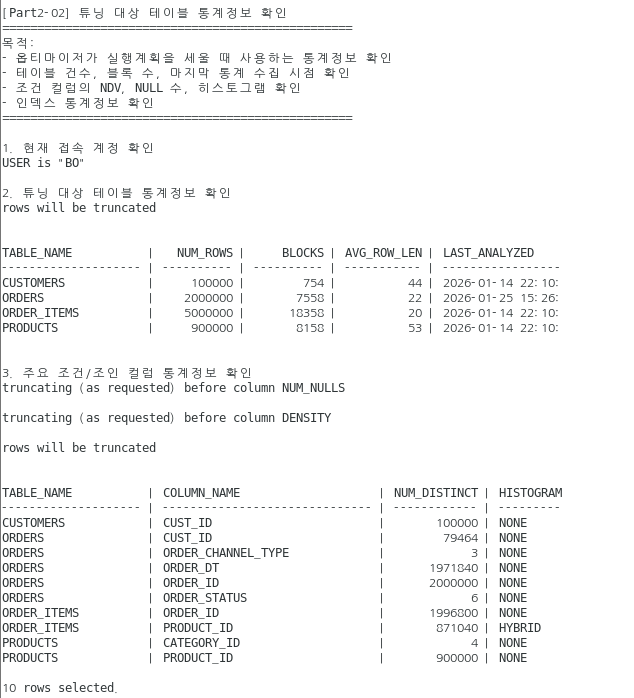 [Part2-02] 튜닝 대상 테이블 통계정보 확인
==================================================
목적:
- 옵티마이저가 실행계획을 세울 때 사용하는 통계정보 확인
- 테이블 건수, 블록 수, 마지막 통계 수집 시점 확인
- 조건 컬럼의 NDV, NULL 수, 히스토그램 확인
- 인덱스 통계정보 확인
==================================================
1. 현재 접속 계정 확인
USER is "BO"
2. 튜닝 대상 테이블 통계정보 확인
rows will be truncated
TABLE_NAME | NUM_ROWS | BLOCKS | AVG_ROW_LEN | LAST_ANALYZED
-------------------- | ---------- | ---------- | ----------- | -----------------
CUSTOMERS | 100000 | 754 | 44 | 2026-01-14 22:10:
ORDERS | 2000000 | 7558 | 22 | 2026-01-25 15:26:
ORDER_ITEMS | 5000000 | 18358 | 20 | 2026-01-14 22:10:
PRODUCTS | 900000 | 8158 | 53 | 2026-01-14 22:10:
3. 주요 조건/조인 컬럼 통계정보 확인
truncating (as requested) before column NUM_NULLS
truncating (as requested) before column DENSITY
rows will be truncated
TABLE_NAME | COLUMN_NAME | NUM_DISTINCT | HISTOGRAM
-------------------- | ------------------------------ | ------------ | ---------
CUSTOMERS | CUST_ID | 100000 | NONE
ORDERS | CUST_ID | 79464 | NONE
ORDERS | ORDER_CHANNEL_TYPE | 3 | NONE
ORDERS | ORDER_DT | 1971840 | NONE
ORDERS | ORDER_ID | 2000000 | NONE
ORDERS | ORDER_STATUS | 6 | NONE
ORDER_ITEMS | ORDER_ID | 1996800 | NONE
ORDER_ITEMS | PRODUCT_ID | 871040 | HYBRID
PRODUCTS | CATEGORY_ID | 4 | NONE
PRODUCTS | PRODUCT_ID | 900000 | NONE
10 rows selected.